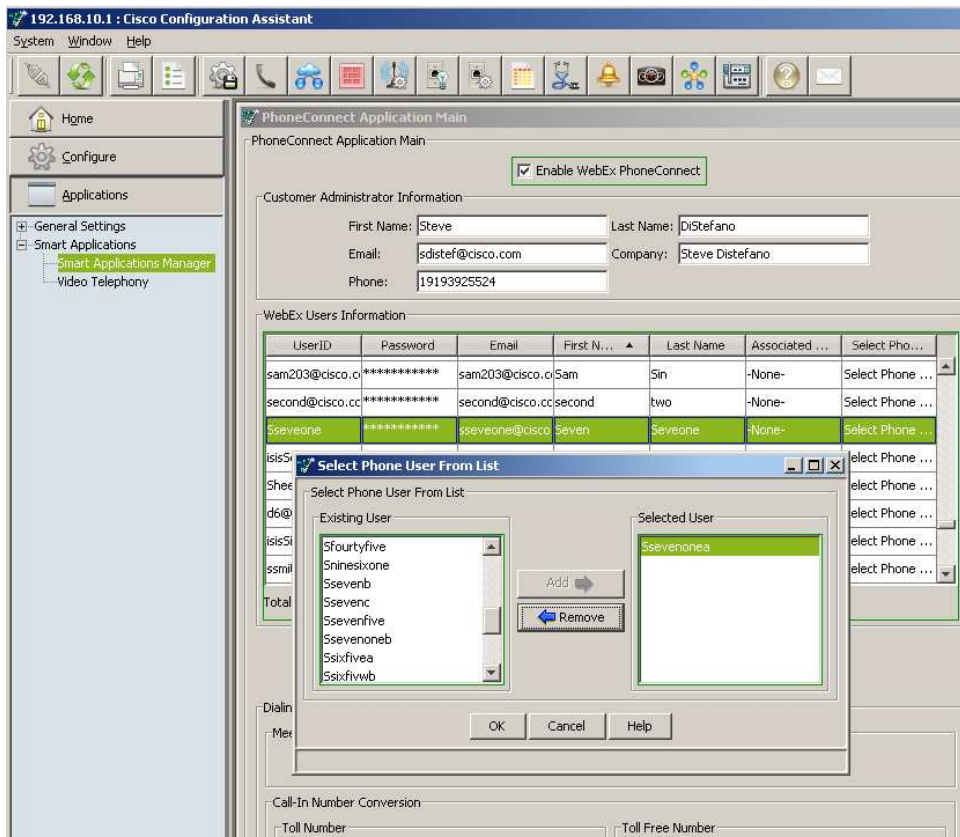 192.168.10.1 : Cisco Configuration Assistant
System Window Help
Home
Configure
Applications
General Settings
Smart Applications
Smart Applications Manager
Video Telephony
PhoneConnect Application Main
PhoneConnect Application Main
Enable WebEx PhoneConnect
Customer Administrator Information
First Name: Steve Last Name: DiStefano
Email: sdistef@cisco.com Company: Steve Distefano
Phone: 19193925524
WebEx Users Information
UserID Password Email First N... Last Name Associated ... Select Pho...
sam203@cisco.c *********** sam203@cisco.c Sam Sin -None- Select Phone ...
second@cisco.cc *********** second@cisco.cc second two -None- Select Phone ...
Sseveone *********** sseveone@cisco Seven Seveone -None- Select Phone ...
isisS elect Phone ...
Shee elect Phone ...
d6@ elect Phone ...
isisSi elect Phone ...
ssmil elect Phone ...
Total
Select Phone User From List
Select Phone User From List
Existing User
Sfourtyfive
Sninesixone
Ssevenb
Ssevenc
Ssevenfive
Ssevenoneb
Ssixfivea
Ssixfivwb
Add
Remove
Selected User
Ssevenonea
OK Cancel Help
Dialin
Mee
Call-In Number Conversion
Toll Number Toll Free Number